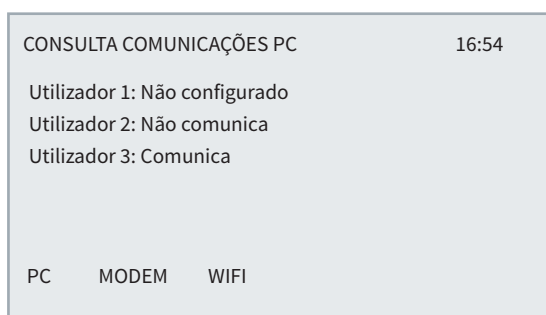 CONSULTA COMUNICAÇÕES PC 16:54
Utilizador 1: Não configurado
Utilizador 2: Não comunica
Utilizador 3: Comunica
PC MODEM WIFI